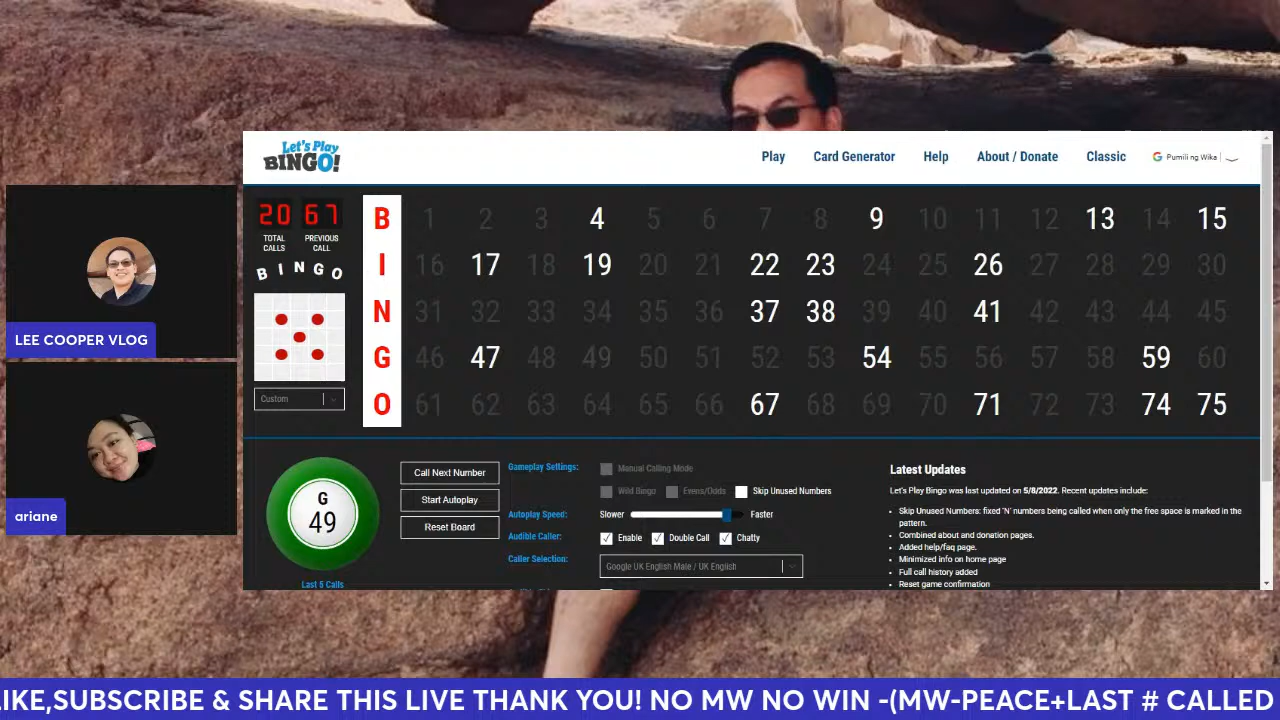 Let's Play
BINGO!
Play
Card Generator
Help
About / Donate
Classic
G Pumili ng Wika
20 67
TOTAL CALLS
PREVIOUS CALL
B I N G O
Custom
B 1 2 3 4 5 6 7 8 9 10 11 12 13 14 15
I 16 17 18 19 20 21 22 23 24 25 26 27 28 29 30
N 31 32 33 34 35 36 37 38 39 40 41 42 43 44 45
G 46 47 48 49 50 51 52 53 54 55 56 57 58 59 60
O 61 62 63 64 65 66 67 68 69 70 71 72 73 74 75
LEE COOPER VLOG
ariane
G
49
Last 5 Calls
Call Next Number
Start Autoplay
Reset Board
Gameplay Settings:
Manual Calling Mode
Wild Bingo
Evens/Odds
Skip Unused Numbers
Autoplay Speed:
Slower
Faster
Audible Caller:
Enable
Double Call
Chatty
Caller Selection:
Google UK English Male / UK English
Latest Updates
Let's Play Bingo was last updated on 5/8/2022. Recent updates include:
Skip Unused Numbers: fixed 'N' numbers being called when only the free space is marked in the
pattern.
Combined about and donation pages.
Added help/faq page.
Minimized info on home page
Full call history added
Reset game confirmation
IKE,SUBSCRIBE & SHARE THIS LIVE THANK YOU! NO MW NO WIN -(MW-PEACE+LAST # CALLED